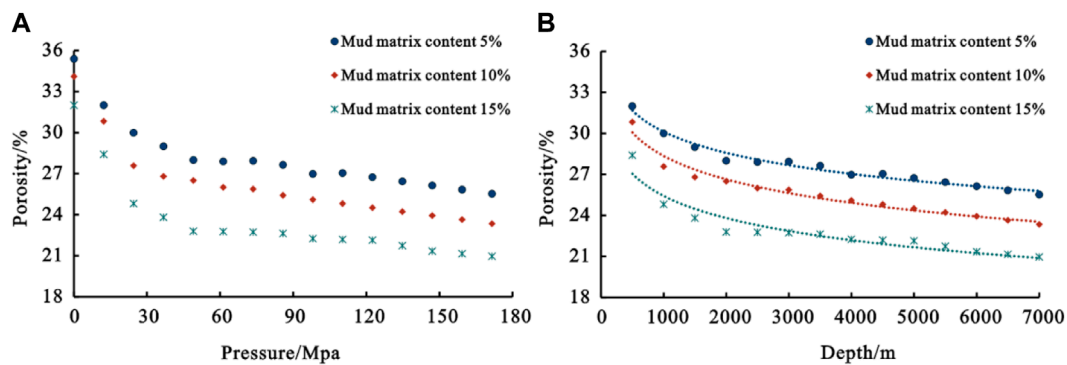 A
Mud matrix content 5%
Mud matrix content 10%
Mud matrix content 15%
Porosity/%
36
33
30
27
24
21
18
0
30
60
90
120
150
180
Pressure/Mpa
B
Mud matrix content 5%
Mud matrix content 10%
Mud matrix content 15%
Porosity/%
36
33
30
27
24
21
18
0
1000
2000
3000
4000
5000
6000
7000
Depth/m